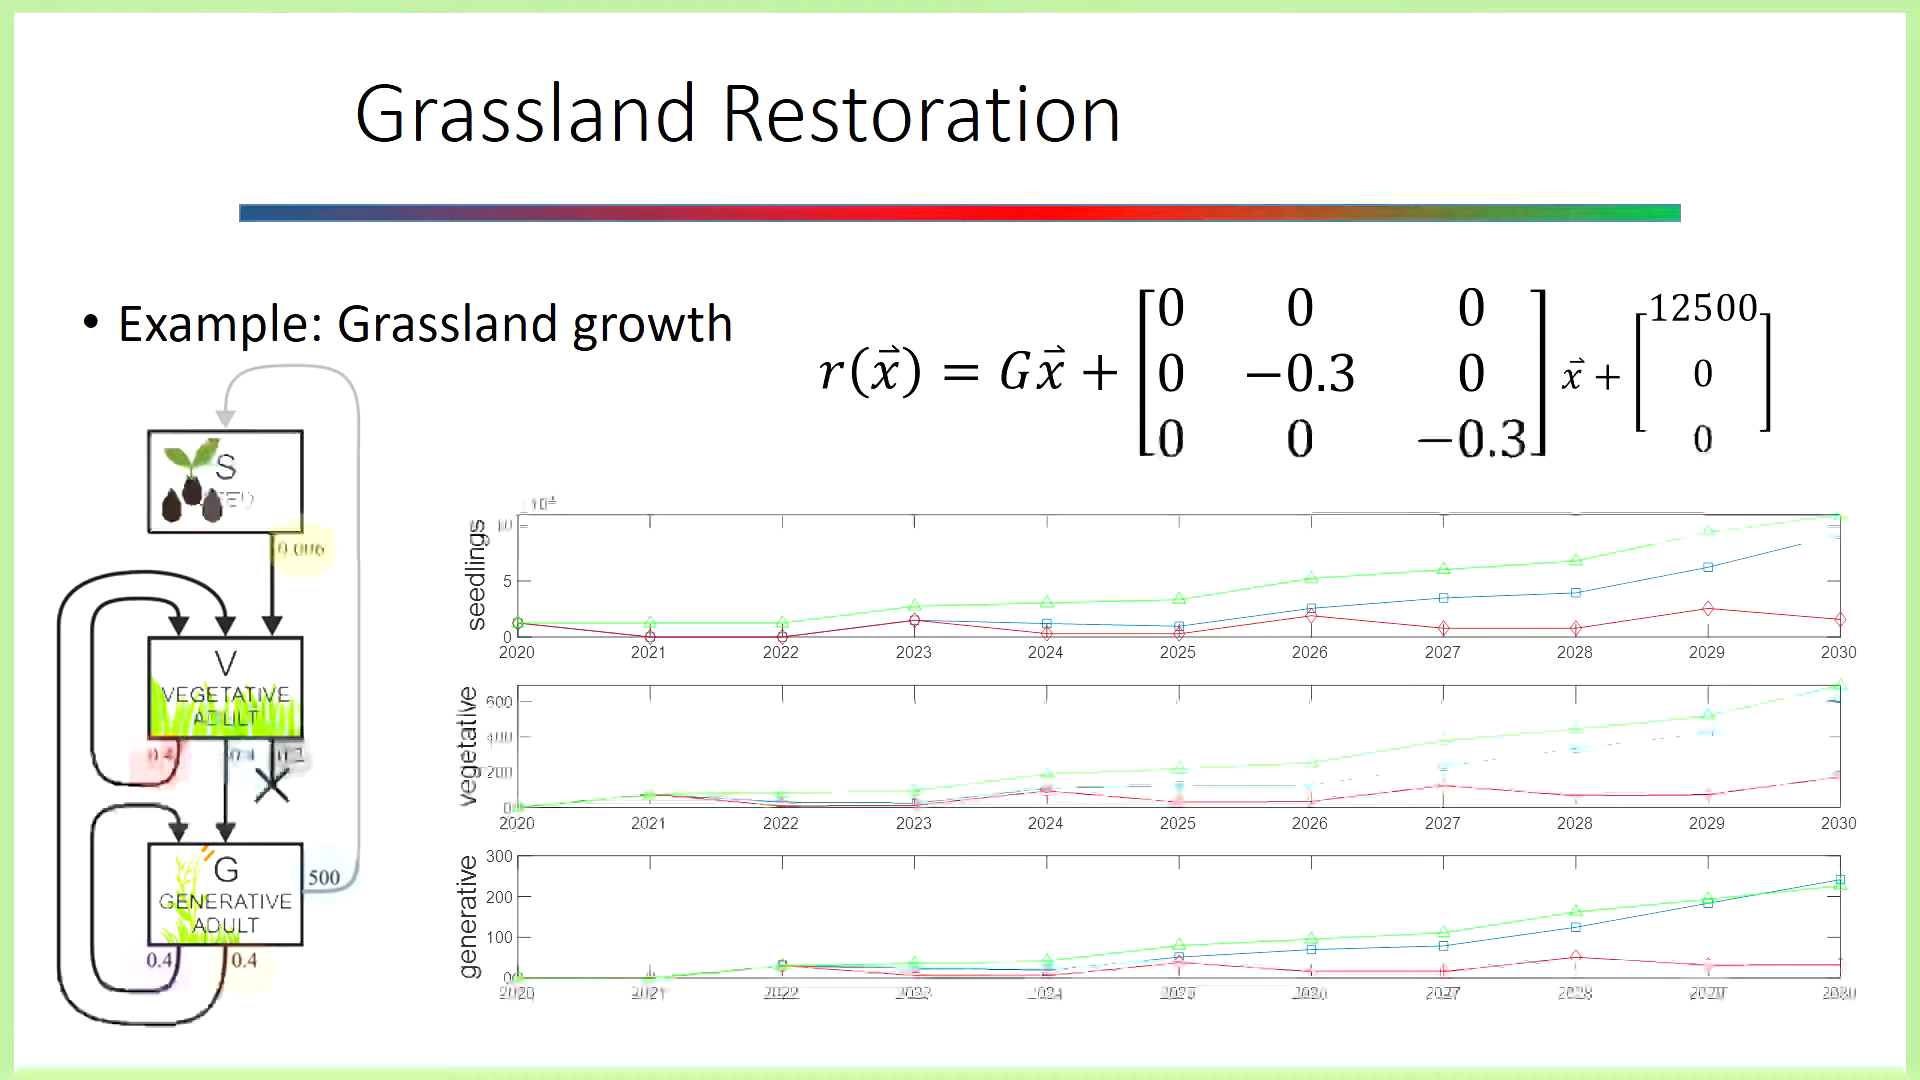 Grassland Restoration
• Example: Grassland growth
r(x⃗) = Gx⃗ + [0 0 0; 0 −0.3 0; 0 0 −0.3] x⃗ + [12500; 0; 0]
S
0.006
V
VEGETATIVE
ADULT
0.4
G
GENERATIVE
ADULT
500
0.4 0.4
seedlings
10
5
0
2020 2021 2022 2023 2024 2025 2026 2027 2028 2029 2030
vegetative
600
400
200
0
2020 2021 2022 2023 2024 2025 2026 2027 2028 2029 2030
generative
300
200
100
0
2020 2021 2022 2023 2024 2025 2026 2027 2028 2029 2030